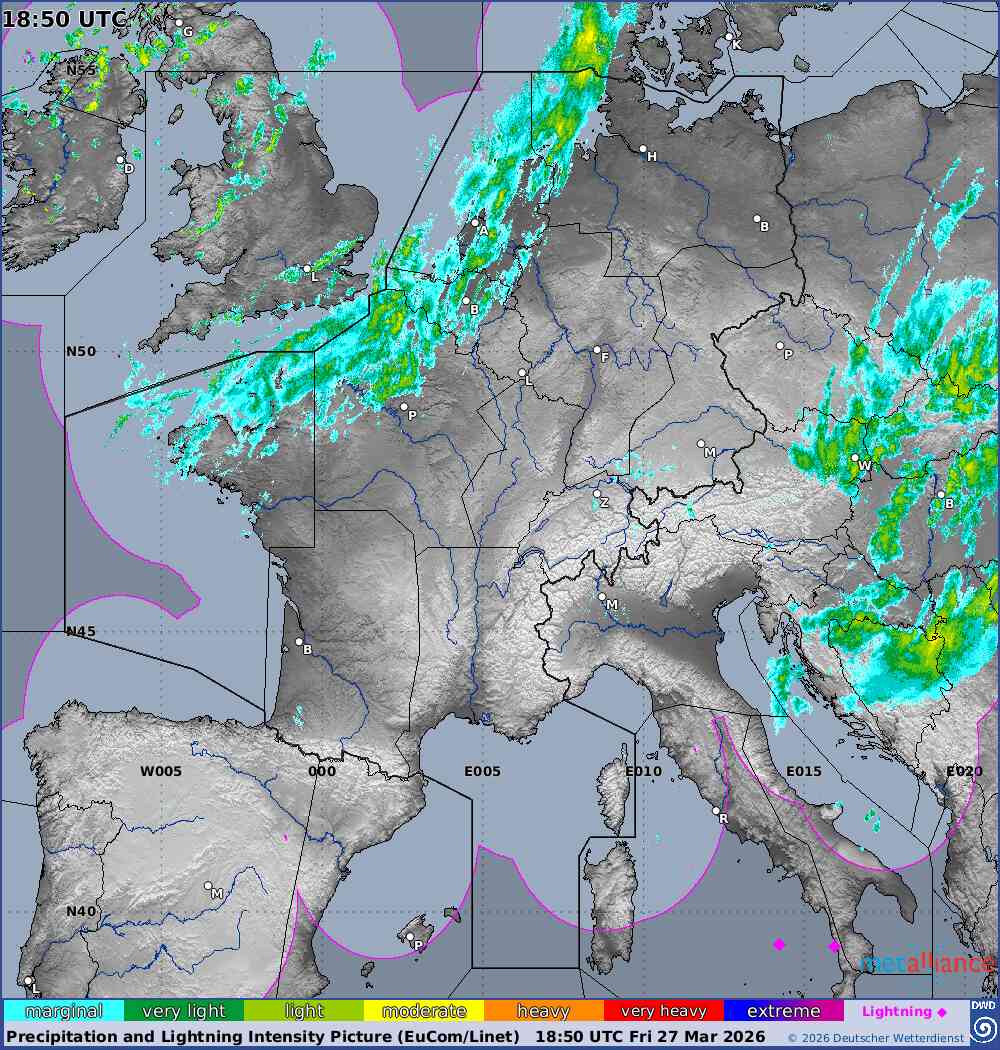 18:50 UTC
G
K
N55
H
D
A
B
L
B
N50
F
P
L
P
M
W
Z
B
M
N45
B
W005
000
E005
E010
E015
E020
R
M
N40
P
L
metalliance
marginal very light light moderate heavy very heavy extreme Lightning
DWD
Precipitation and Lightning Intensity Picture (EuCom/Linet) 18:50 UTC Fri 27 Mar 2026 © 2026 Deutscher Wetterdienst